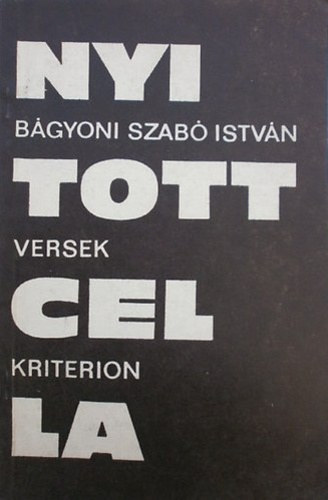 NYI
BÁGYONI SZABÓ ISTVÁN
TOTT
VERSEK
CEL
KRITERION
LA